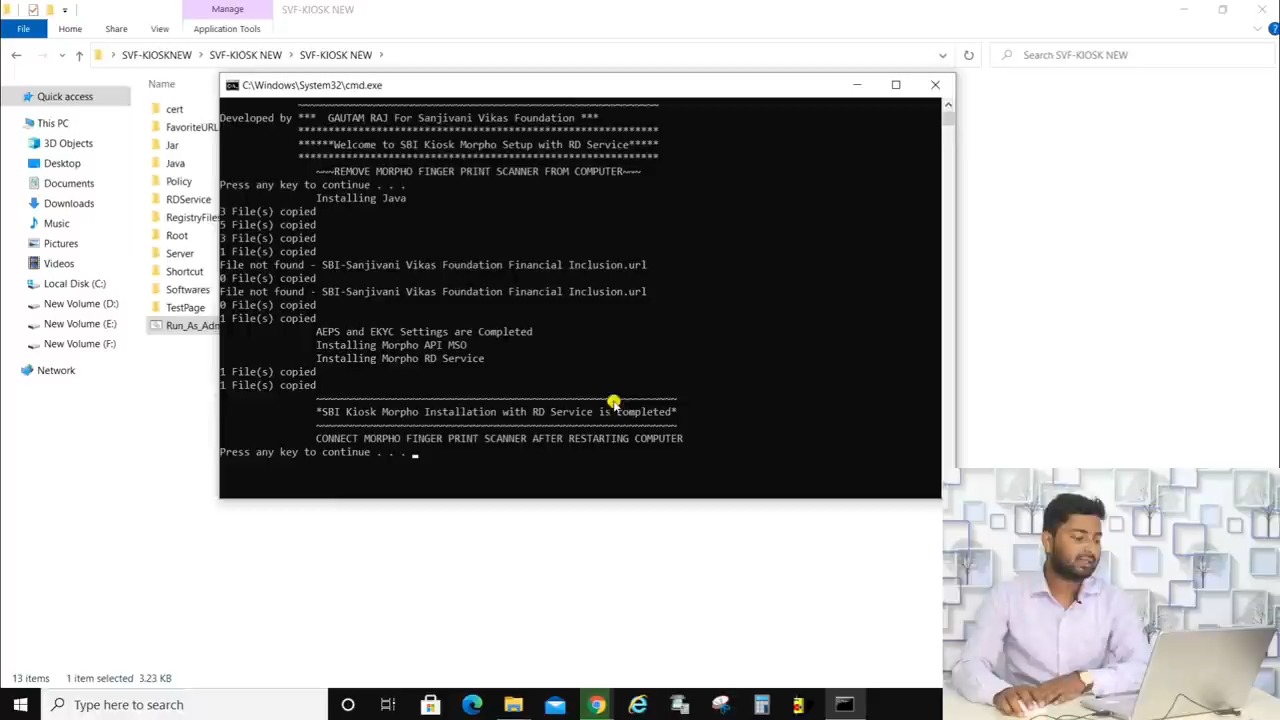 Manage
SVF-KIOSK NEW
File
Home
Share
View
Application Tools
SVF-KIOSKNEW
SVF-KIOSK NEW
SVF-KIOSK NEW
Search SVF-KIOSK NEW
Name
Quick access
This PC
3D Objects
Desktop
Documents
Downloads
Music
Pictures
Videos
Local Disk (C:)
New Volume (D:)
New Volume (E:)
New Volume (F:)
Network
cert
FavoriteURL
Jar
Java
Policy
RDService
RegistryFiles
Root
Server
Shortcut
Softwares
TestPage
Run_As_Adm
C:\Windows\System32\cmd.exe
~~~~~~~~~~~~~~~~~~~~~~~~~~~~~~~~~~~~~~~~~~~~~~~~~~~~~~~~~~~~
Developed by *** GAUTAM RAJ For Sanjivani Vikas Foundation ***
************************************************************
******Welcome to SBI Kiosk Morpho Setup with RD Service*****
************************************************************
~~~REMOVE MORPHO FINGER PRINT SCANNER FROM COMPUTER~~~
Press any key to continue . . .
Installing Java
3 File(s) copied
5 File(s) copied
3 File(s) copied
1 File(s) copied
File not found - SBI-Sanjivani Vikas Foundation Financial Inclusion.url
0 File(s) copied
File not found - SBI-Sanjivani Vikas Foundation Financial Inclusion.url
0 File(s) copied
1 File(s) copied
AEPS and EKYC Settings are Completed
Installing Morpho API MSO
Installing Morpho RD Service
1 File(s) copied
1 File(s) copied
~~~~~~~~~~~~~~~~~~~~~~~~~~~~~~~~~~~~~~~~~~~~~~~~~~~~~~~~~~~~
*SBI Kiosk Morpho Installation with RD Service is completed*
~~~~~~~~~~~~~~~~~~~~~~~~~~~~~~~~~~~~~~~~~~~~~~~~~~~~~~~~~~~~
CONNECT MORPHO FINGER PRINT SCANNER AFTER RESTARTING COMPUTER
Press any key to continue . . .
13 items
1 item selected 3.23 KB
Type here to search